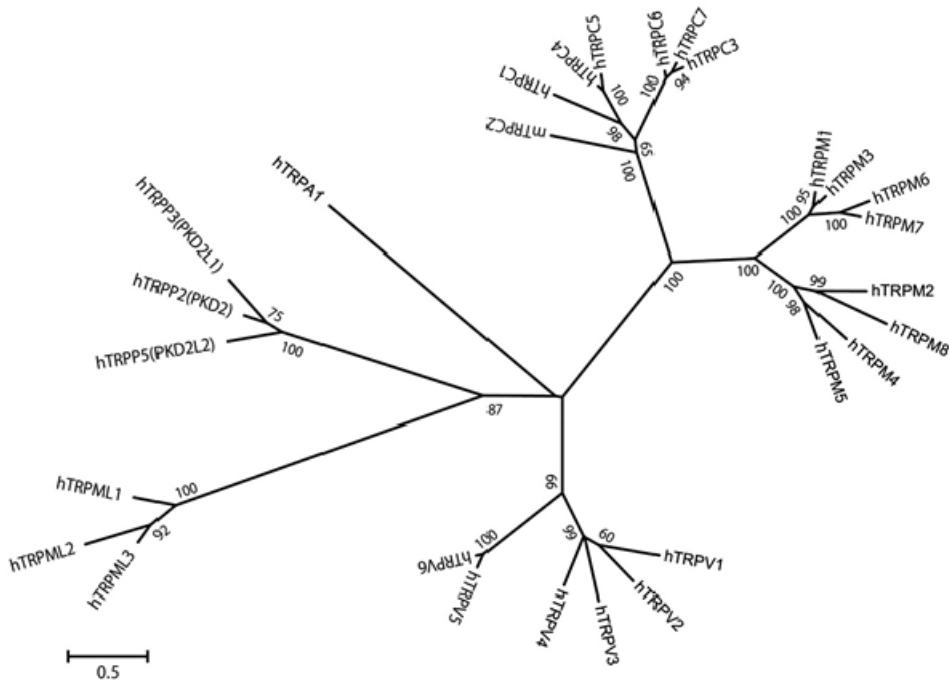 hTRPC5
hTRPC6
hTRPC7
hTRPC4
hTRPC3
hTRPC1
100
100
94
mTRPC2
98
65
100
hTRPA1
hTRPM1
hTRPM3
95
hTRPM6
100
100
hTRPM7
hTRPP3(PKD2L1)
100
100
100
99
hTRPM2
98
hTRPP2(PKD2)
75
hTRPM8
hTRPP5(PKD2L2)
100
hTRPM4
hTRPM5
87
hTRPML1
100
99
hTRPML2
92
hTRPML3
hTRPV6
100
99
60
hTRPV1
hTRPV5
hTRPV2
hTRPV4
hTRPV3
0.5